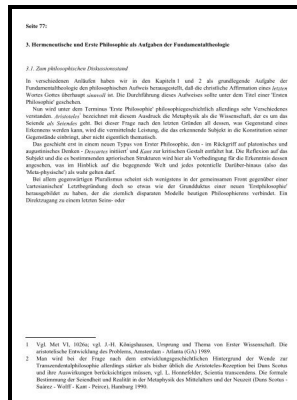 Seite 77:
3. Hermeneutische und Erste Philosophie als Aufgaben der Fundamentaltheologie
3.1. Zum philosophischen Diskussionsstand
In verschiedenen Anläufen haben wir in den Kapiteln 1 und 2 als grundlegende Aufgabe der
Fundamentaltheologie den philosophischen Aufweis herausgestellt, daß die christliche Affirmation eines letzten
Wortes Gottes überhaupt sinnvoll ist. Die Durchführung dieses Aufweises sollte unter dem Titel einer 'Ersten
Philosophie' geschehen.
Nun wird unter dem Terminus 'Erste Philosophie' philosophiegeschichtlich allerdings sehr Verschiedenes
verstanden. Aristoteles¹ bezeichnet mit diesem Ausdruck die Metaphysik als die Wissenschaft, der es um das
Seiende als Seiendes geht. Bei dieser Frage nach den letzten Gründen all dessen, was Gegenstand eines
Erkennens werden kann, wird die vermittelnde Leistung, die das erkennende Subjekt in die Konstitution seiner
Gegenstände einbringt, aber nicht eigentlich thematisch.
Das geschieht erst in einem neuen Typus von Erster Philosophie, den - im Rückgriff auf platonisches und
augustinisches Denken - Descartes initiiert² und Kant zur kritischen Gestalt entfaltet hat. Die Reflexion auf das
Subjekt und die es bestimmenden apriorischen Strukturen wird hier als Vorbedingung für die Erkenntnis dessen
angesehen, was im Hinblick auf die begegnende Welt und jedes potentielle Darüber-hinaus (also das
'Meta-physische') als wahr gelten darf.
Bei allem gegenwärtigen Pluralismus scheint sich wenigstens in der gemeinsamen Front gegenüber einer
'cartesianischen' Letztbegründung doch so etwas wie der Grundduktus einer neuen 'Erstphilosophie'
herausgebildet zu haben, der die ziemlich disparaten Modelle heutigen Philosophierens verbindet. Ein
Direktzugang zu einem letzten Seins- oder
1 Vgl. Met VI, 1026a; vgl. J.-H. Königshausen, Ursprung und Thema von Erster Wissenschaft. Die
aristotelische Entwicklung des Problems, Amsterdam - Atlanta (GA) 1989.
2 Man wird bei der Frage nach dem entwicklungsgeschichtlichen Hintergrund der Wende zur
Transzendentalphilosophie allerdings stärker als bisher üblich die Aristoteles-Rezeption bei Duns Scotus
und ihre Auswirkungen berücksichtigen müssen, vgl. L. Honnefelder, Scientia transcendens. Die formale
Bestimmung der Seiendheit und Realität in der Metaphysik des Mittelalters und der Neuzeit (Duns Scotus -
Suárez - Wolff - Kant - Peirce), Hamburg 1990.